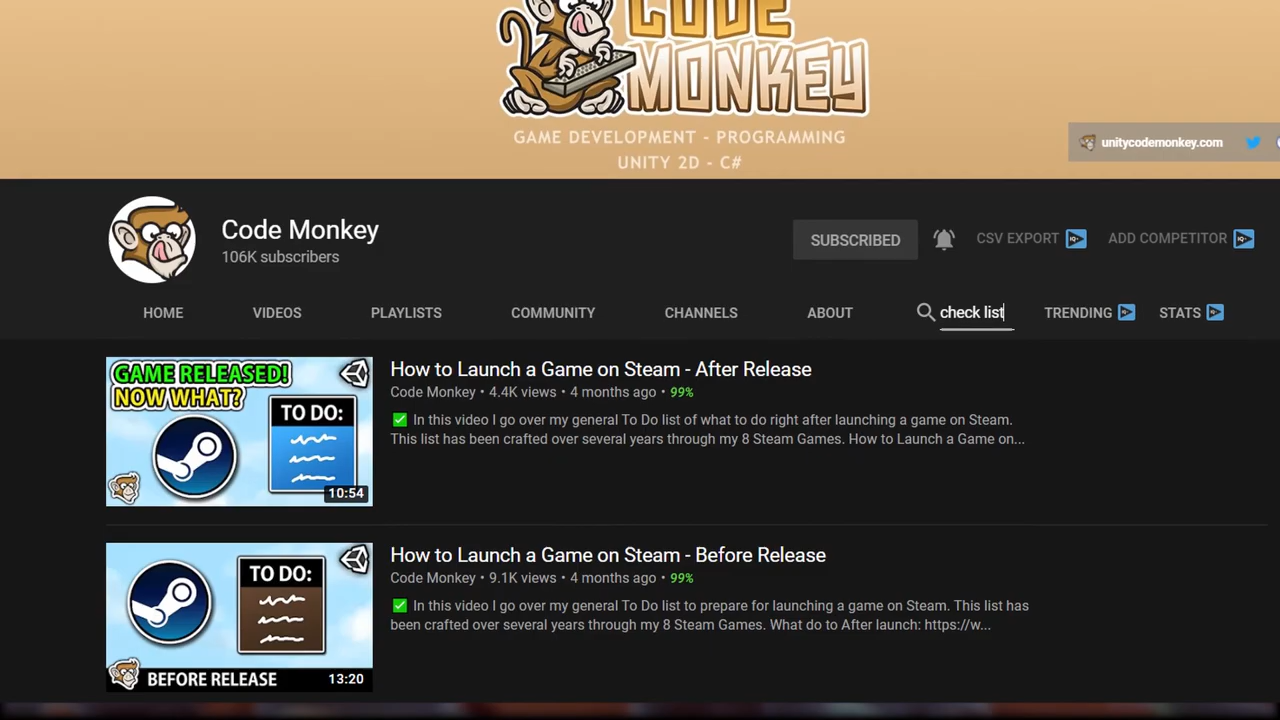 CODE
MONKEY
GAME DEVELOPMENT - PROGRAMMING
UNITY 2D - C#
unitycodemonkey.com
Code Monkey
106K subscribers
SUBSCRIBED
CSV EXPORT
ADD COMPETITOR
HOME
VIDEOS
PLAYLISTS
COMMUNITY
CHANNELS
ABOUT
check list
TRENDING
STATS
GAME RELEASED!
NOW WHAT?
TO DO:
10:54
How to Launch a Game on Steam - After Release
Code Monkey • 4.4K views • 4 months ago • 99%
✅ In this video I go over my general To Do list of what to do right after launching a game on Steam.
This list has been crafted over several years through my 8 Steam Games. How to Launch a Game on...
TO DO:
BEFORE RELEASE
13:20
How to Launch a Game on Steam - Before Release
Code Monkey • 9.1K views • 4 months ago • 99%
✅ In this video I go over my general To Do list to prepare for launching a game on Steam. This list has
been crafted over several years through my 8 Steam Games. What do to After launch: https://w...